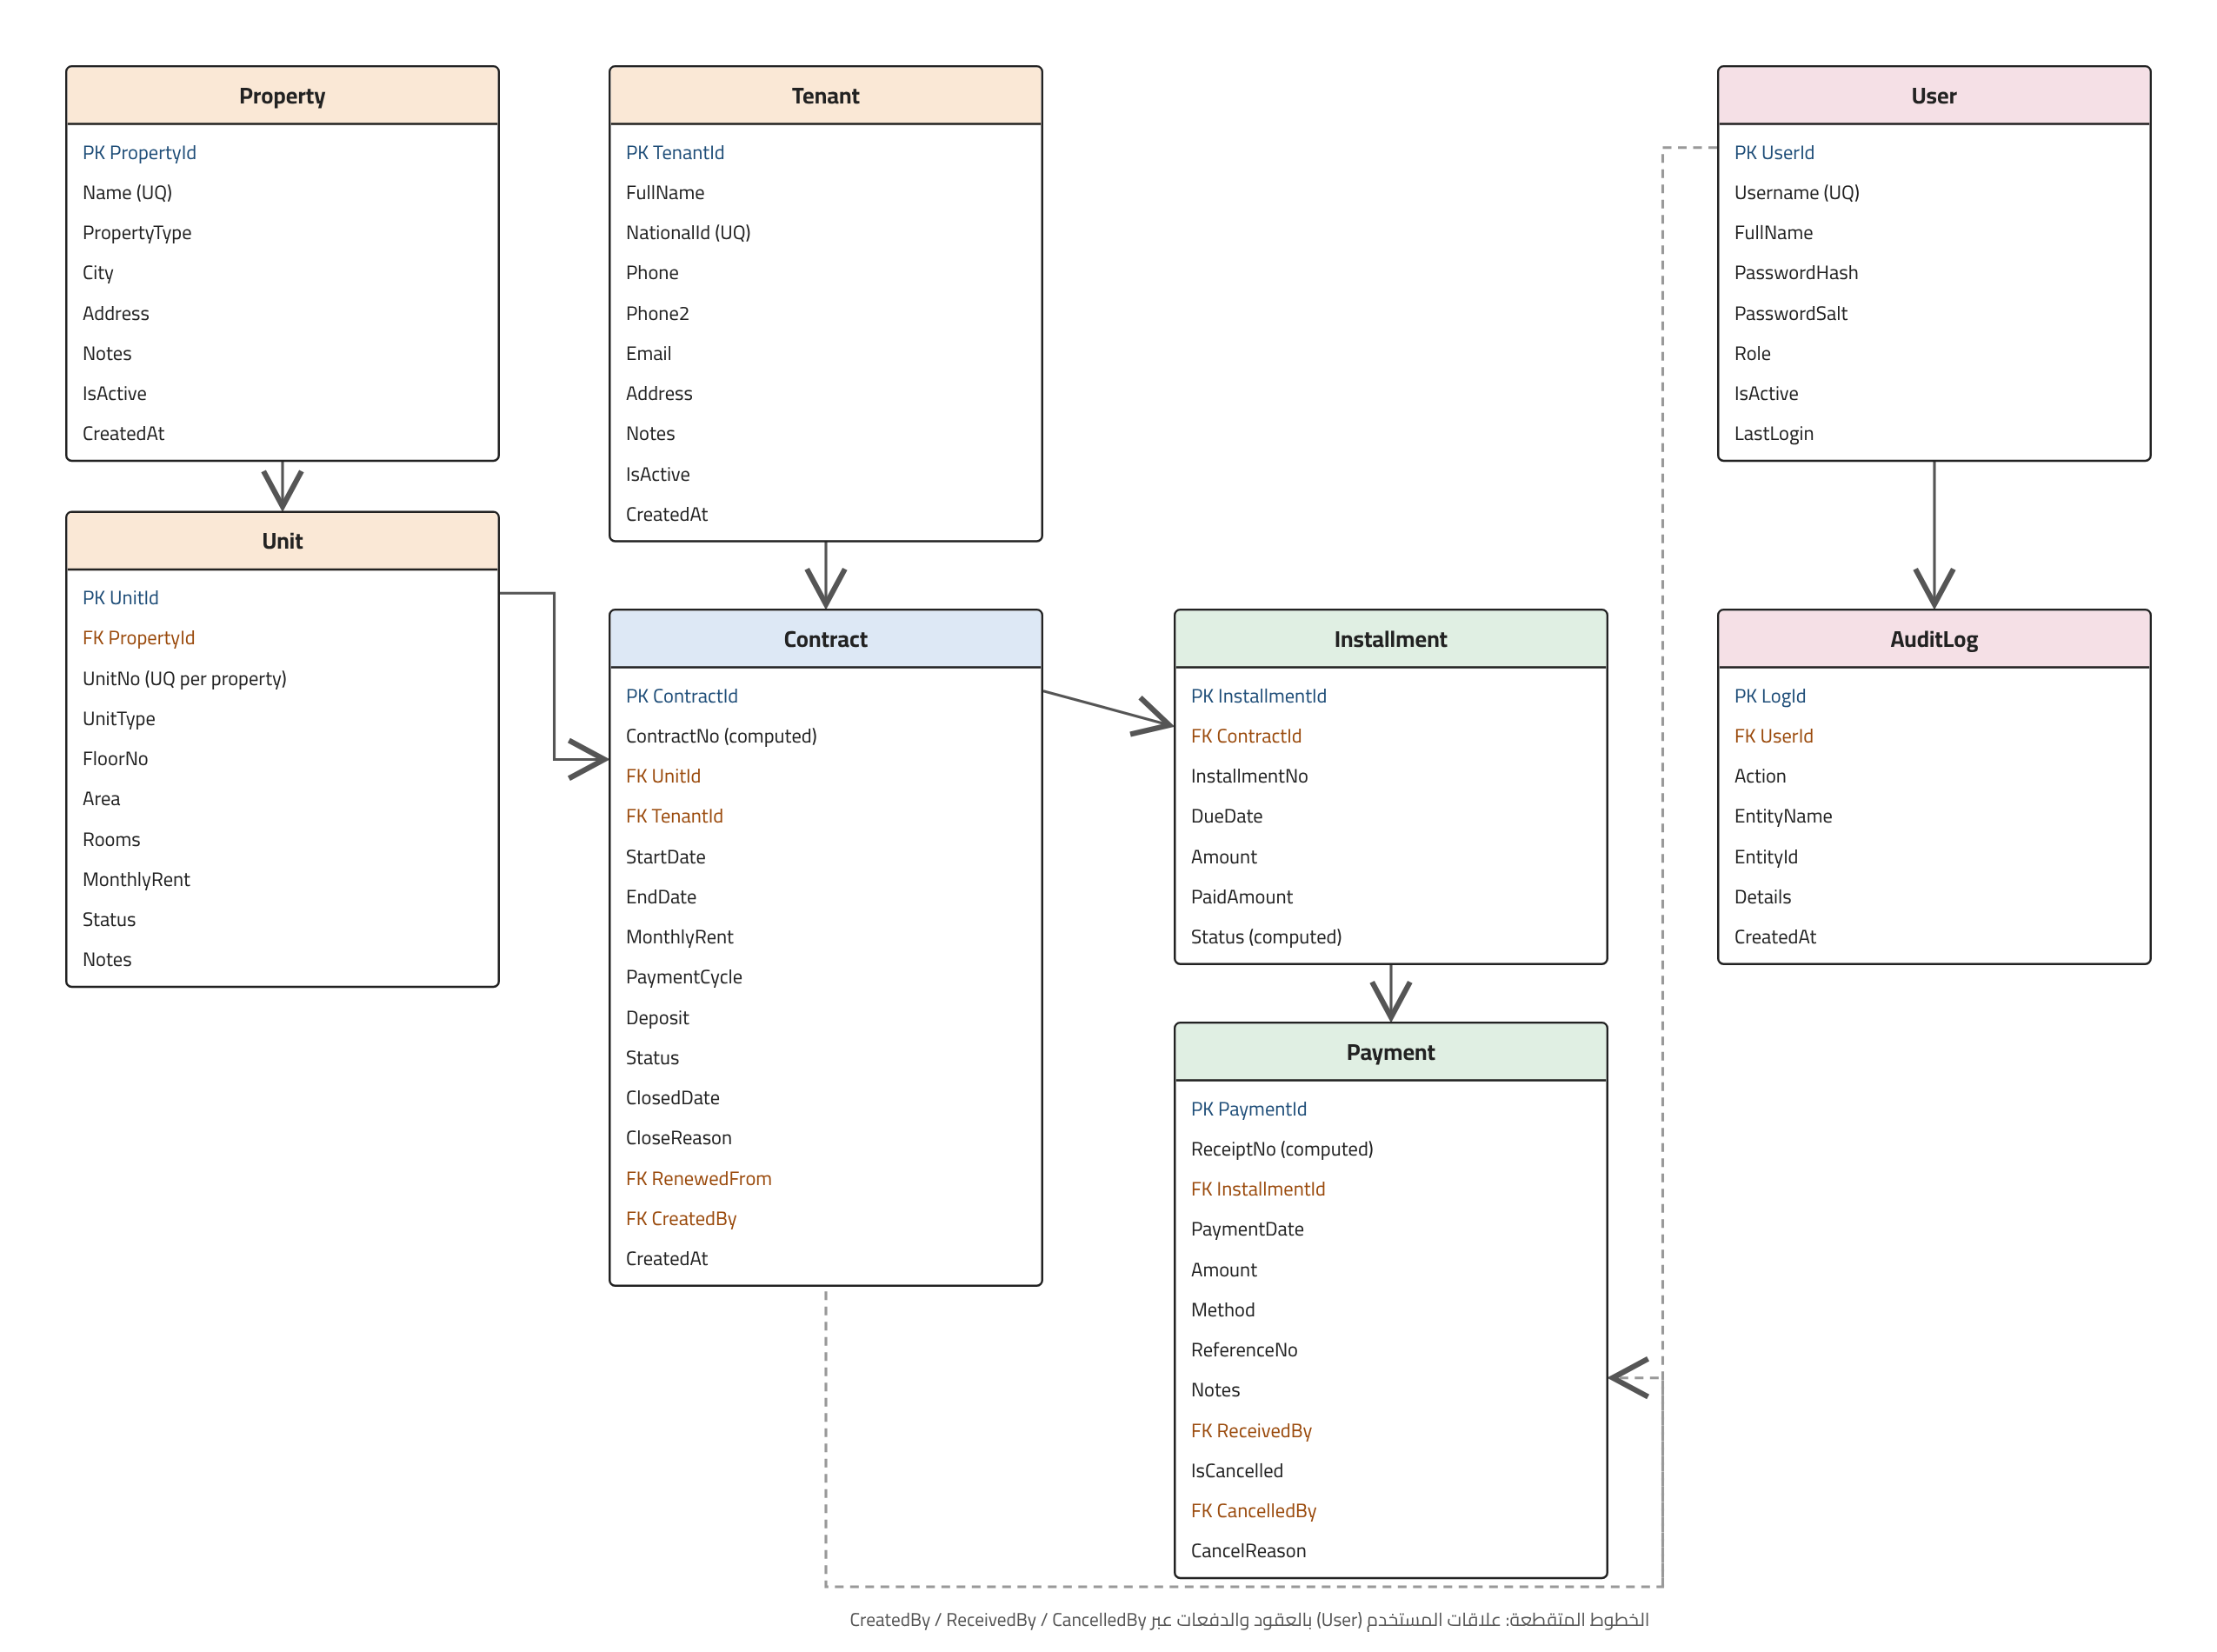 Property
PK PropertyId
Name (UQ)
PropertyType
City
Address
Notes
IsActive
CreatedAt
Tenant
PK TenantId
FullName
NationalId (UQ)
Phone
Phone2
Email
Address
Notes
IsActive
CreatedAt
User
PK UserId
Username (UQ)
FullName
PasswordHash
PasswordSalt
Role
IsActive
LastLogin
Unit
PK UnitId
FK PropertyId
UnitNo (UQ per property)
UnitType
FloorNo
Area
Rooms
MonthlyRent
Status
Notes
Contract
PK ContractId
ContractNo (computed)
FK UnitId
FK TenantId
StartDate
EndDate
MonthlyRent
PaymentCycle
Deposit
Status
ClosedDate
CloseReason
FK RenewedFrom
FK CreatedBy
CreatedAt
Installment
PK InstallmentId
FK ContractId
InstallmentNo
DueDate
Amount
PaidAmount
Status (computed)
AuditLog
PK LogId
FK UserId
Action
EntityName
EntityId
Details
CreatedAt
Payment
PK PaymentId
ReceiptNo (computed)
FK InstallmentId
PaymentDate
Amount
Method
ReferenceNo
Notes
FK ReceivedBy
IsCancelled
FK CancelledBy
CancelReason
الخطوط المتقطعة: علاقات المستخدم (User) بالعقود والدفعات عبر CreatedBy / ReceivedBy / CancelledBy